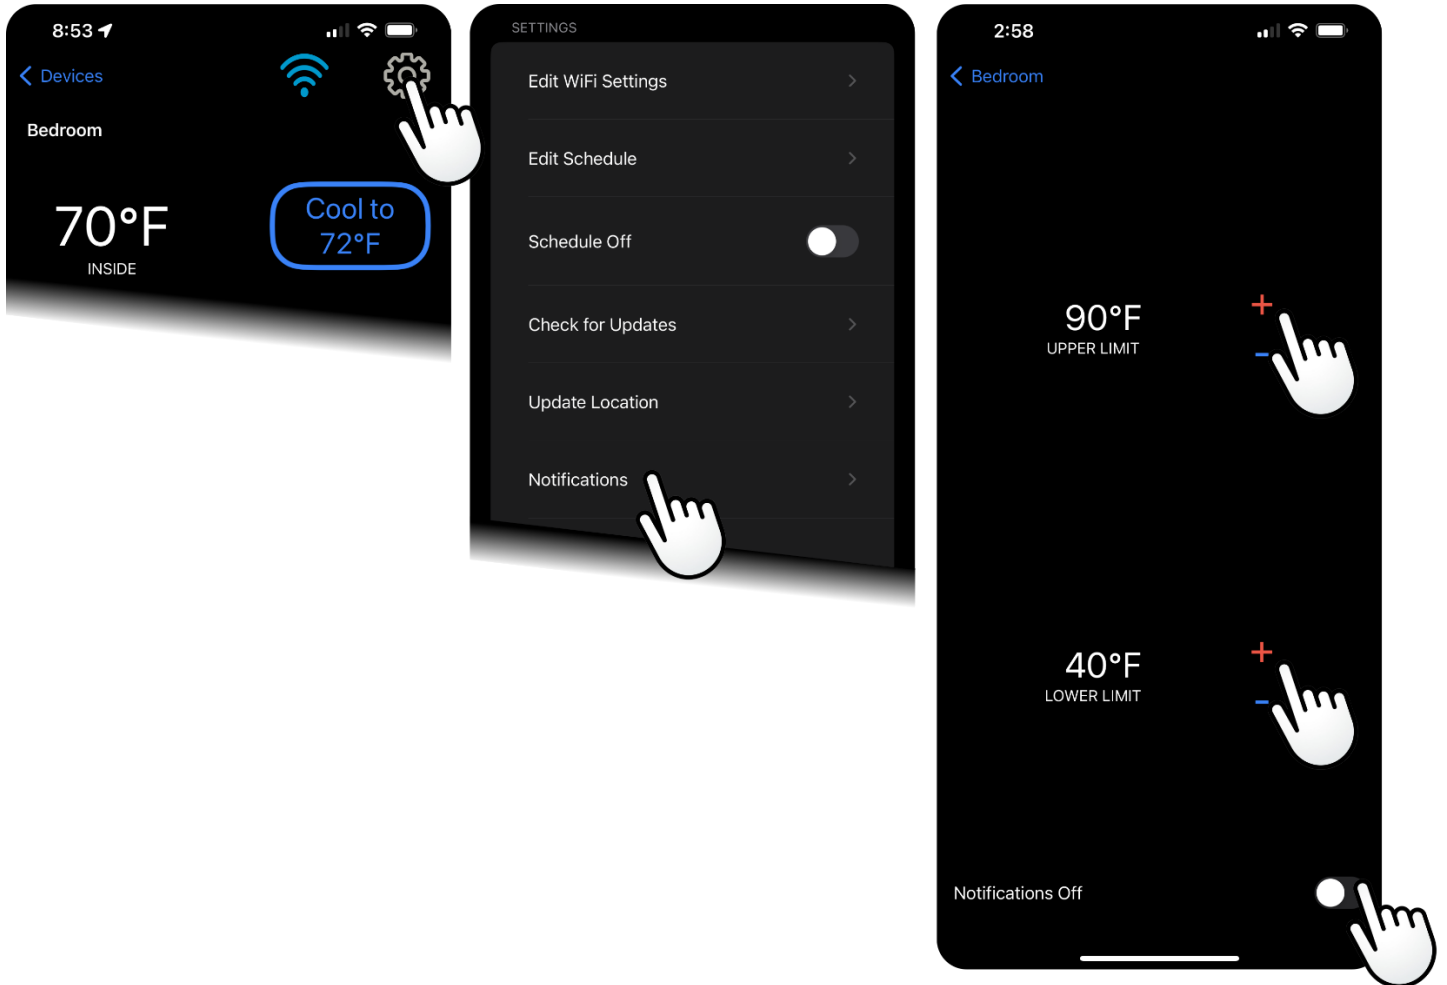 8:53
Devices
Bedroom
70°F
INSIDE
Cool to
72°F
SETTINGS
Edit WiFi Settings
Edit Schedule
Schedule Off
Check for Updates
Update Location
Notifications
2:58
Bedroom
90°F
UPPER LIMIT
+
-
40°F
LOWER LIMIT
+
-
Notifications Off